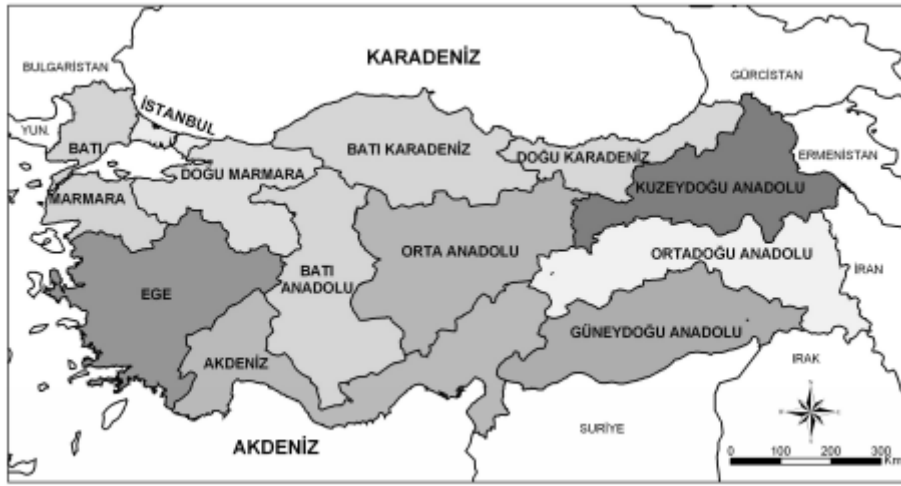 KARADENİZ
BULGARİSTAN
GÜRCİSTAN
İSTANBUL
YUN.
BATI
BATI KARADENİZ
DOĞU KARADENİZ
ERMENİSTAN
DOĞU MARMARA
MARMARA
KUZEYDOĞU ANADOLU
ORTA ANADOLU
ORTADOĞU ANADOLU
İRAN
BATI
ANADOLU
EGE
GÜNEYDOĞU ANADOLU
AKDENİZ
IRAK
SURİYE
AKDENİZ
0 100 200 300
Km